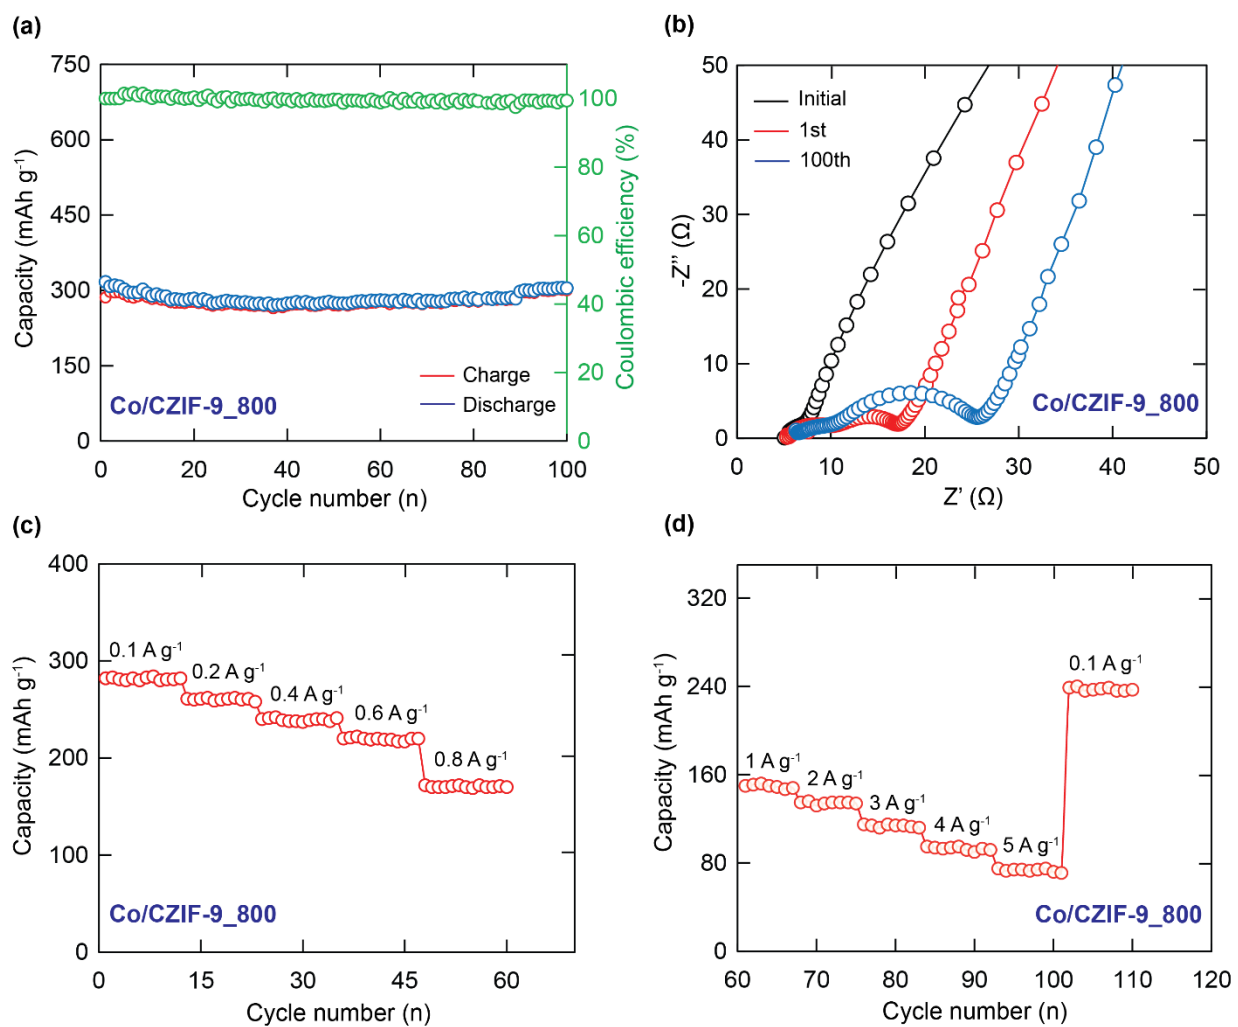 (a)
750
600
450
300
150
0
Capacity (mAh g⁻¹)
100
80
60
40
20
0
Coulombic efficiency (%)
Charge
Discharge
Co/CZIF-9_800
0 20 40 60 80 100
Cycle number (n)
(b)
50
40
30
20
10
0
-Z″ (Ω)
Initial
1st
100th
Co/CZIF-9_800
0 10 20 30 40 50
Z' (Ω)
(c)
400
300
200
100
0
Capacity (mAh g⁻¹)
0.1 A g⁻¹
0.2 A g⁻¹
0.4 A g⁻¹
0.6 A g⁻¹
0.8 A g⁻¹
Co/CZIF-9_800
0 15 30 45 60
Cycle number (n)
(d)
320
240
160
80
0
Capacity (mAh g⁻¹)
0.1 A g⁻¹
1 A g⁻¹
2 A g⁻¹
3 A g⁻¹
4 A g⁻¹
5 A g⁻¹
Co/CZIF-9_800
60 70 80 90 100 110 120
Cycle number (n)